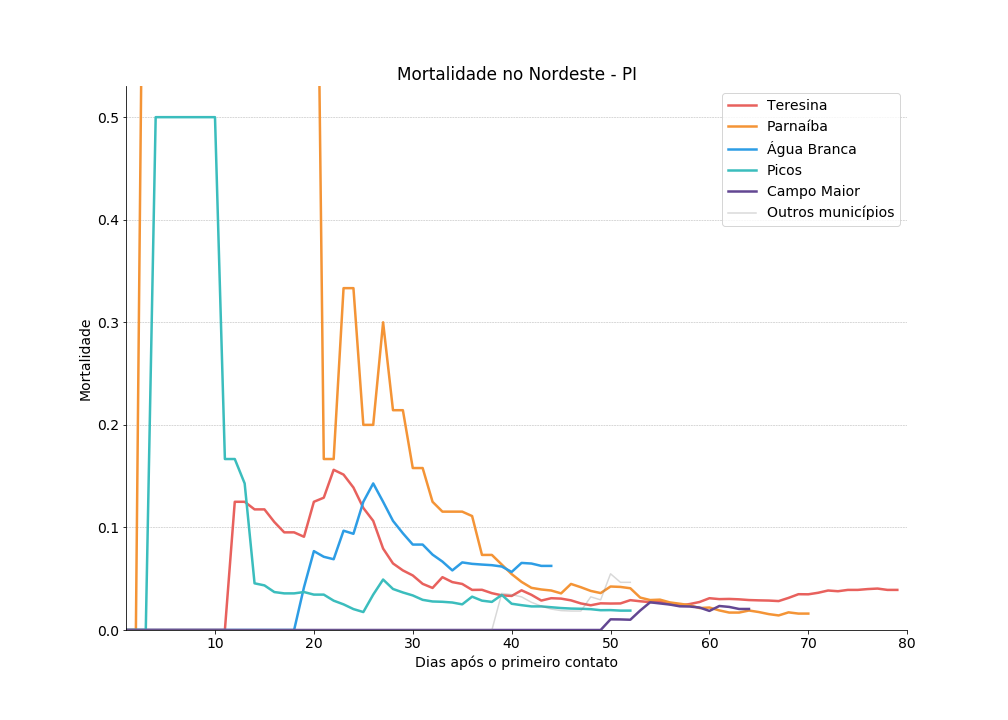 Mortalidade no Nordeste - PI
Teresina
Parnaíba
Água Branca
Picos
Campo Maior
Outros municípios
Mortalidade
0.5
0.4
0.3
0.2
0.1
0.0
10 20 30 40 50 60 70 80
Dias após o primeiro contato